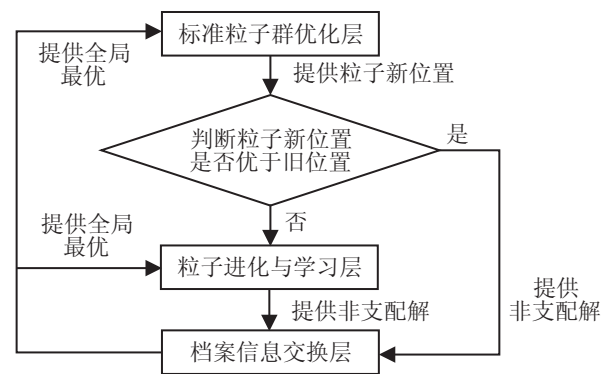 标准粒子群优化层
提供全局
最优
提供粒子新位置
判断粒子新位置
是否优于旧位置
是
否
提供全局
最优
粒子进化与学习层
提供非支配解
提供
非支配解
档案信息交换层